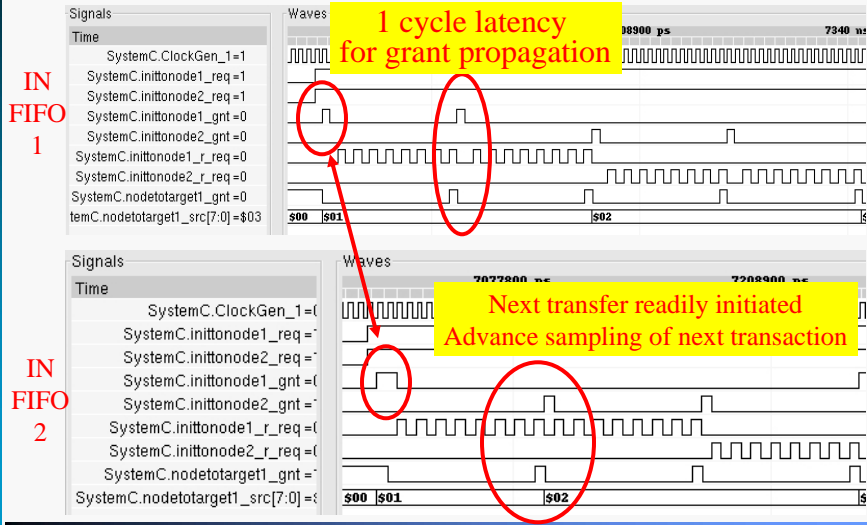 Signals
Waves
Time
08900 ps
7340 ns
1 cycle latency
for grant propagation
IN
FIFO
1
SystemC.ClockGen_1=1
SystemC.inittonode1_req=1
SystemC.inittonode2_req=1
SystemC.inittonode1_gnt=0
SystemC.inittonode2_gnt=0
SystemC.inittonode1_r_req=0
SystemC.inittonode2_r_req=0
SystemC.nodetotarget1_gnt=0
temC.nodetotarget1_src[7:0]=$03
$00 $01 $02
Signals
Waves
Time
7077800 ps
7208900 ps
Next transfer readily initiated
Advance sampling of next transaction
IN
FIFO
2
SystemC.ClockGen_1=
SystemC.inittonode1_req=
SystemC.inittonode2_req=
SystemC.inittonode1_gnt=
SystemC.inittonode2_gnt=
SystemC.inittonode1_r_req=
SystemC.inittonode2_r_req=
SystemC.nodetotarget1_gnt=
SystemC.nodetotarget1_src[7:0]=
$00 $01 $02